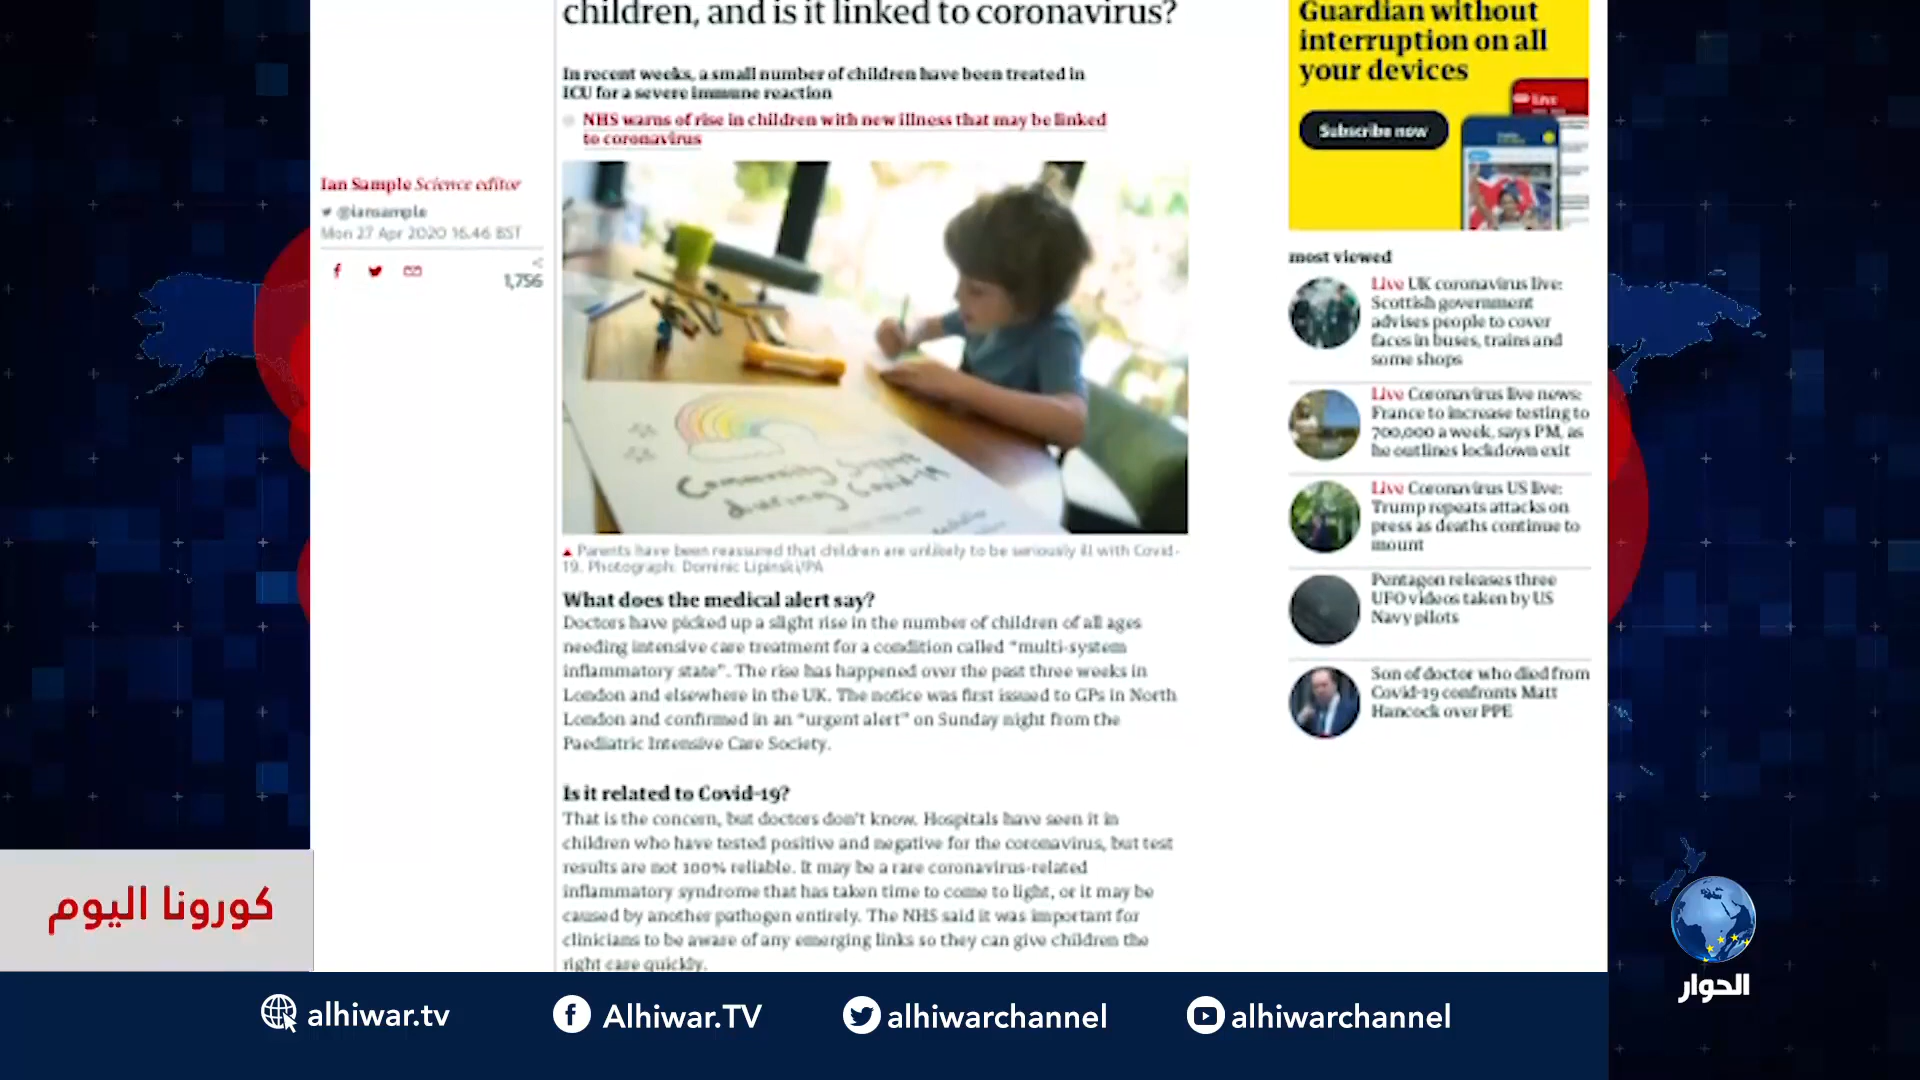 children, and is it linked to coronavirus?
In recent weeks, a small number of children have been treated in
ICU for a severe immune reaction
NHS warns of rise in children with new illness that may be linked
to coronavirus
Ian Sample Science editor
@iansample
Mon 27 Apr 2020 16.46 BST
1,756
Community Support
during Covid-19
Parents have been reassured that children are unlikely to be seriously ill with Covid-
19. Photograph: Dominic Lipinski/PA
What does the medical alert say?
Doctors have picked up a slight rise in the number of children of all ages
needing intensive care treatment for a condition called “multi-system
inflammatory state”. The rise has happened over the past three weeks in
London and elsewhere in the UK. The notice was first issued to GPs in North
London and confirmed in an “urgent alert” on Sunday night from the
Paediatric Intensive Care Society.
Is it related to Covid-19?
That is the concern, but doctors don’t know. Hospitals have seen it in
children who have tested positive and negative for the coronavirus, but test
results are not 100% reliable. It may be a rare coronavirus-related
inflammatory syndrome that has taken time to come to light, or it may be
caused by another pathogen entirely. The NHS said it was important for
clinicians to be aware of any emerging links so they can give children the
right care quickly.
Guardian without
interruption on all
your devices
Live
Subscribe now
most viewed
Live UK coronavirus live:
Scottish government
advises people to cover
faces in buses, trains and
some shops
Live Coronavirus live news:
France to increase testing to
700,000 a week, says PM, as
he outlines lockdown exit
Live Coronavirus US live:
Trump repeats attacks on
press as deaths continue to
mount
Pentagon releases three
UFO videos taken by US
Navy pilots
Son of doctor who died from
Covid-19 confronts Matt
Hancock over PPE
كورونا اليوم
الحوار
alhiwar.tv
Alhiwar.TV
alhiwarchannel
alhiwarchannel